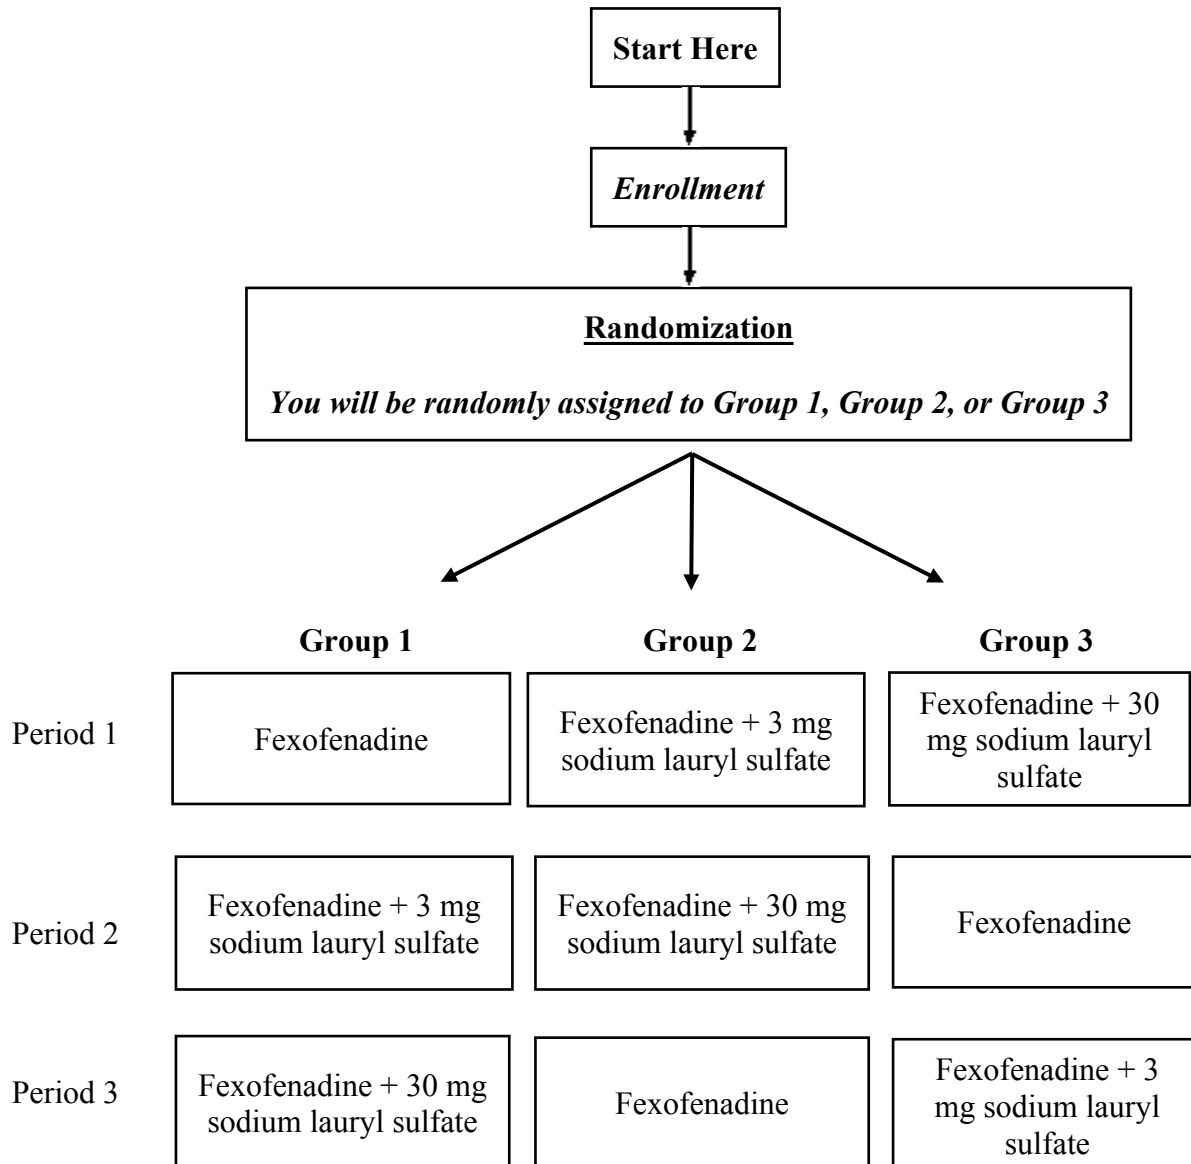 Start Here
Enrollment
Randomization
You will be randomly assigned to Group 1, Group 2, or Group 3
Group 1
Group 2
Group 3
Period 1
Fexofenadine
Fexofenadine + 3 mg
sodium lauryl sulfate
Fexofenadine + 30
mg sodium lauryl
sulfate
Period 2
Fexofenadine + 3 mg
sodium lauryl sulfate
Fexofenadine + 30 mg
sodium lauryl sulfate
Fexofenadine
Period 3
Fexofenadine + 30 mg
sodium lauryl sulfate
Fexofenadine
Fexofenadine + 3
mg sodium lauryl
sulfate